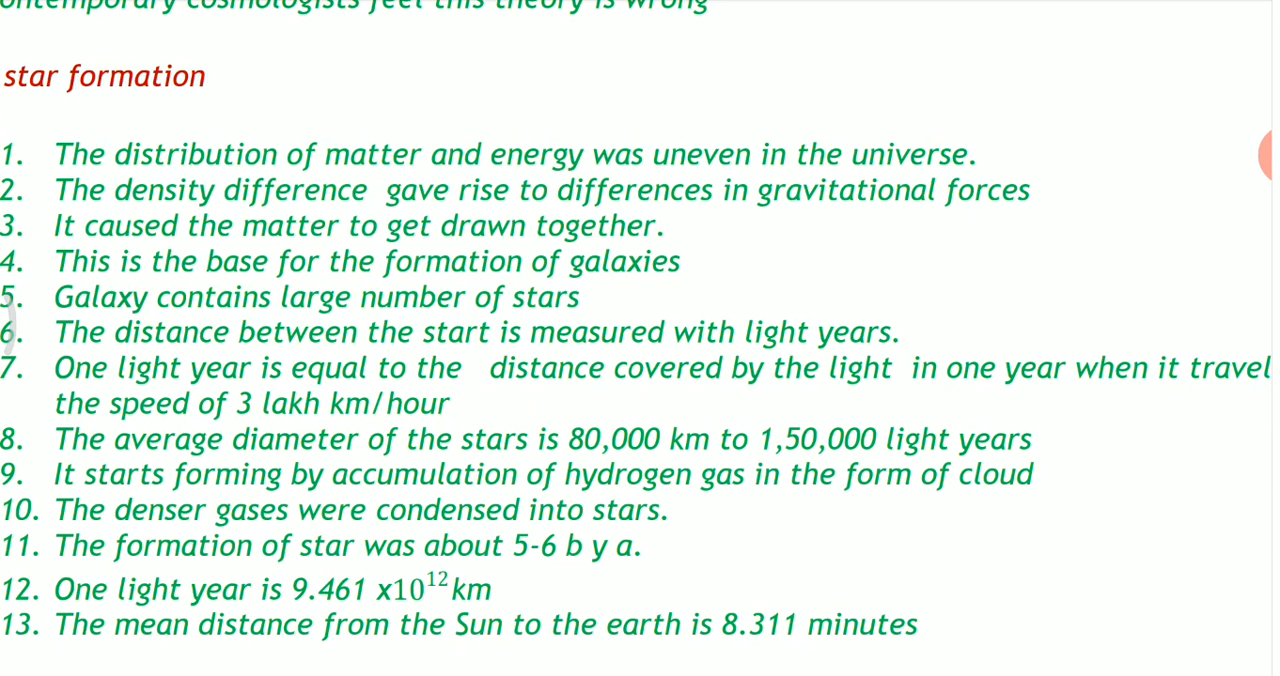 ontemporary cosmologists feel this theory is wrong
star formation
1. The distribution of matter and energy was uneven in the universe.
2. The density difference gave rise to differences in gravitational forces
3. It caused the matter to get drawn together.
4. This is the base for the formation of galaxies
5. Galaxy contains large number of stars
6. The distance between the start is measured with light years.
7. One light year is equal to the distance covered by the light in one year when it travel
the speed of 3 lakh km/hour
8. The average diameter of the stars is 80,000 km to 1,50,000 light years
9. It starts forming by accumulation of hydrogen gas in the form of cloud
10. The denser gases were condensed into stars.
11. The formation of star was about 5-6 b y a.
12. One light year is 9.461 x10¹² km
13. The mean distance from the Sun to the earth is 8.311 minutes